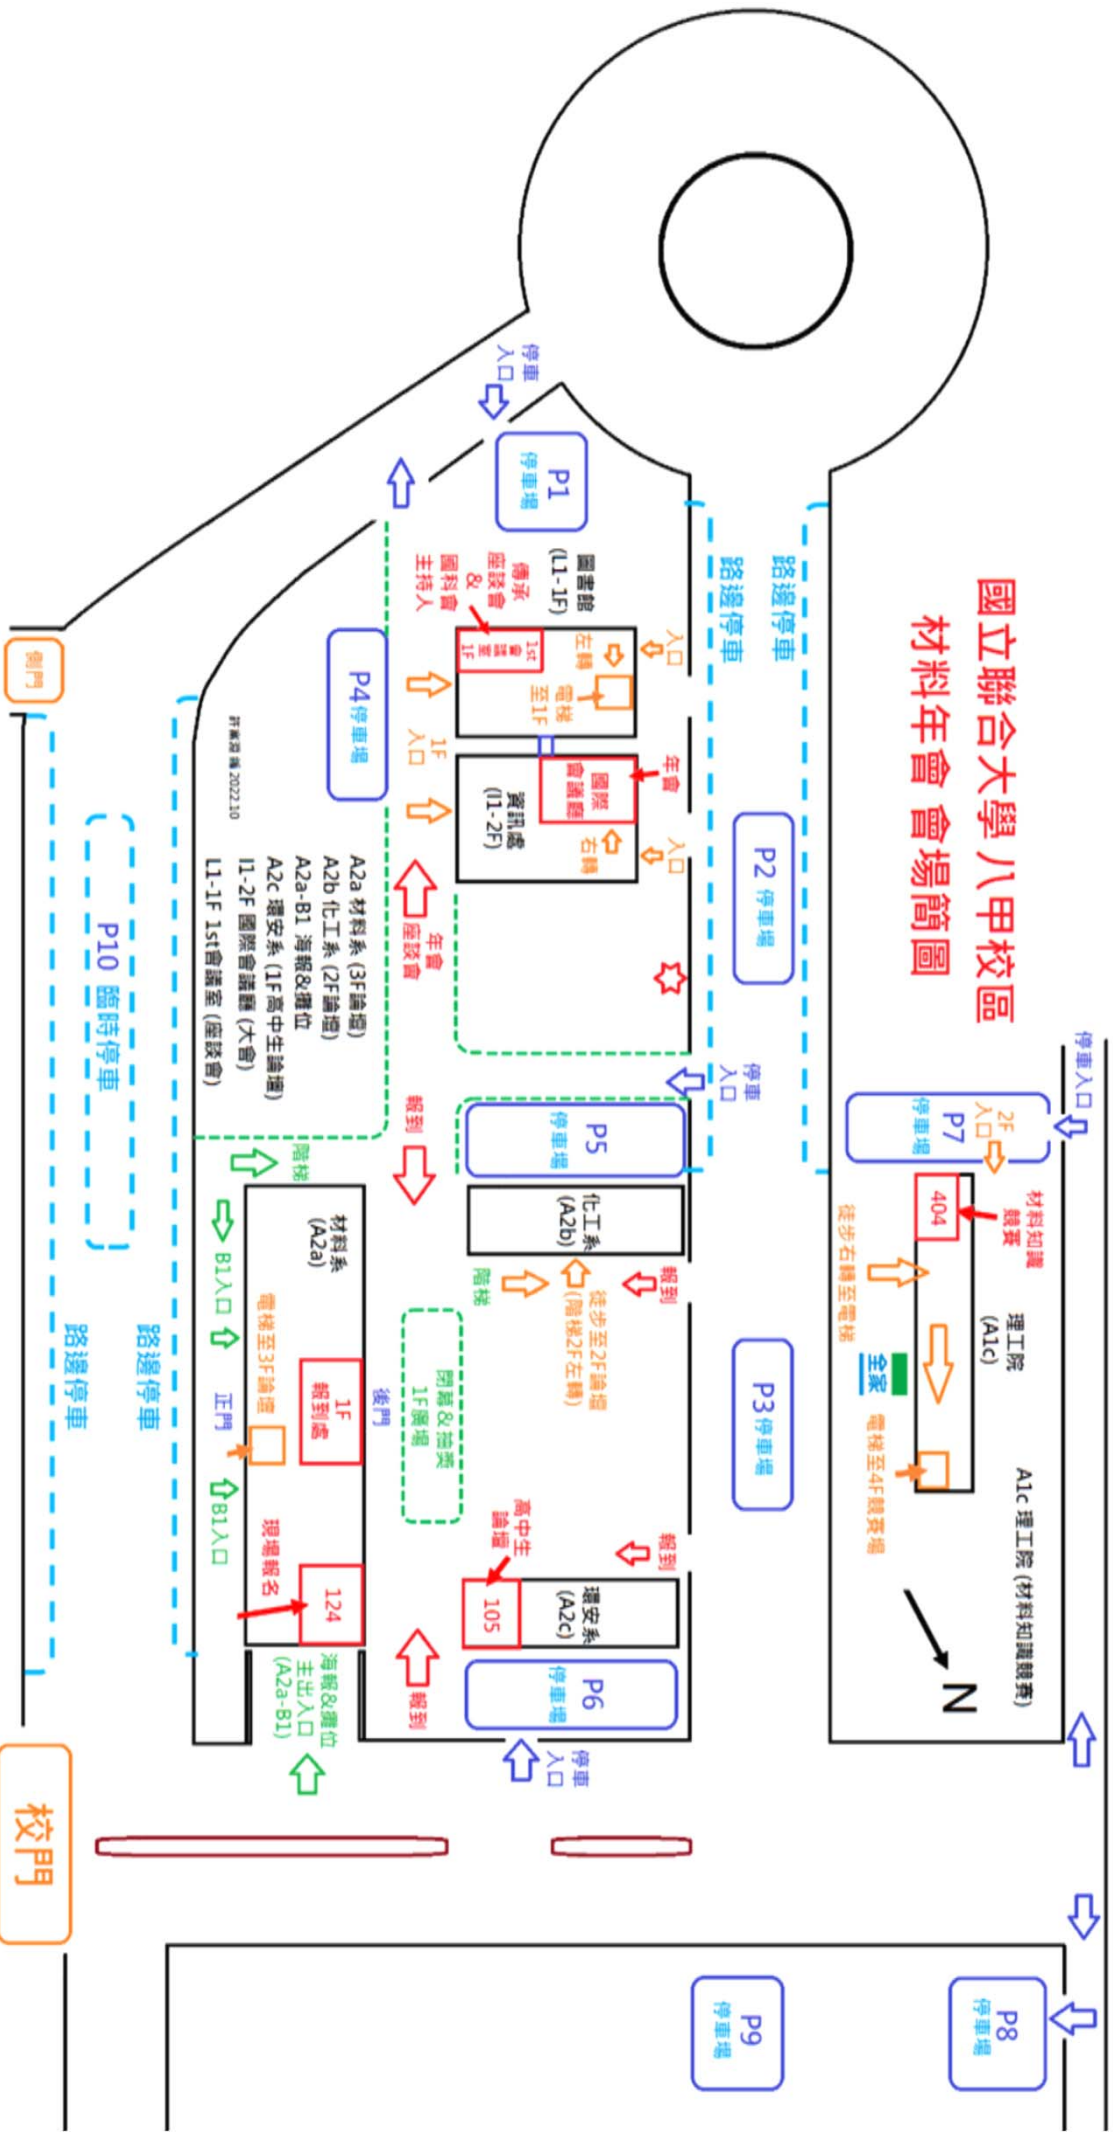 國立聯合大學 八甲校區
材料年會 會場簡圖
停車
入口
P1
停車場
圖書館
(L1-1F)
傳承
座談會
&
國科會
主持人
1st
會議室
1F
左轉
電梯
至1F
入口
路邊停車
路邊停車
P4停車場
1F
入口
年會
國際
會議廳
資訊處
(I1-2F)
右轉
入口
P2 停車場
側門
許富淵 繪 2022.10
A2a 材料系 (3F論壇)
A2b 化工系 (2F論壇)
A2a-B1 海報&攤位
A2c 環安系 (1F高中生論壇)
I1-2F 國際會議廳 (大會)
L1-1F 1st會議室 (座談會)
年會
座談會
P10 臨時停車
停車
入口
停車入口
P7
停車場
2F
入口
P5
停車場
報到
階梯
404
材料知識
競賽
徒步右轉至電梯
理工院
(A1c)
全家
電梯至4F競賽場
A1c 理工院 (材料知識競賽)
N
化工系
(A2b)
材料系
(A2a)
B1入口
階梯
徒步至2F論壇
(階梯2F左轉)
報到
P3停車場
電梯至3F論壇
1F
報到處
後門
閉幕&抽獎
1F廣場
正門
B1入口
路邊停車
路邊停車
現場報名
124
高中生
論壇
105
環安系
(A2c)
報到
海報&攤位
主出入口
(A2a-B1)
報到
P6
停車場
停車
入口
校門
P9
停車場
P8
停車場